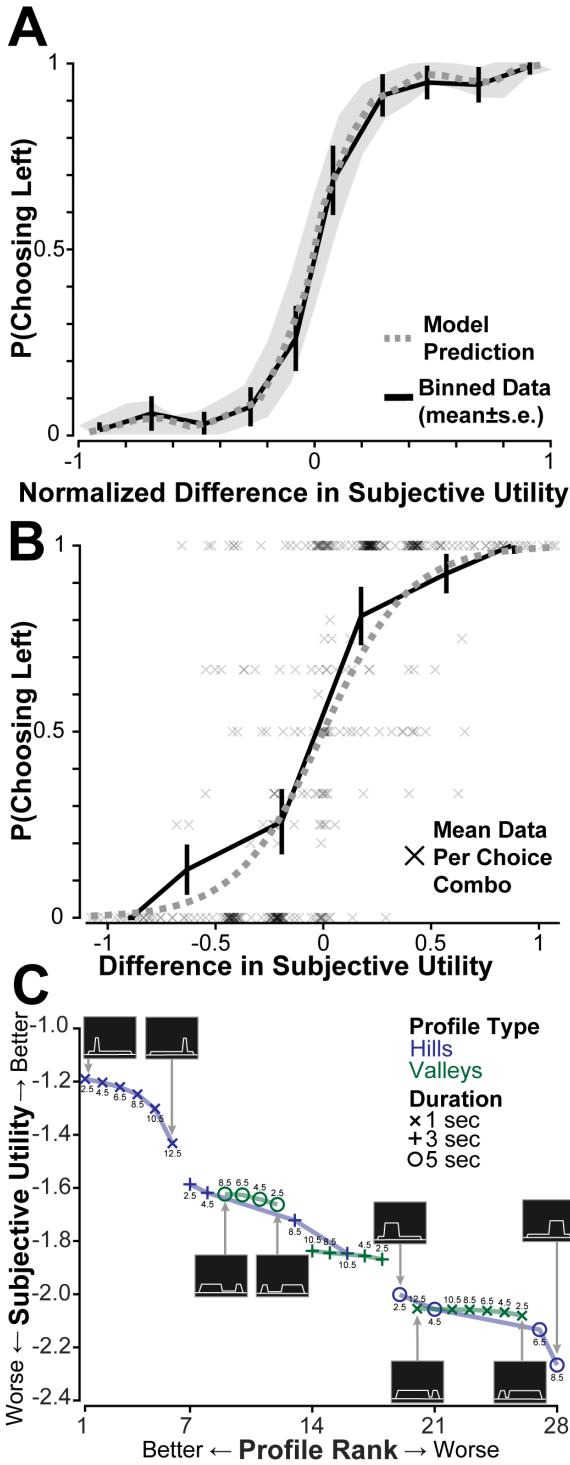 A
1
P(Choosing Left)
0.5
Model
Prediction
Binned Data
(mean±s.e.)
0
-1
0
1
Normalized Difference in Subjective Utility
B
1
P(Choosing Left)
0.5
Mean Data
Per Choice
Combo
0
-1
-0.5
0
0.5
1
Difference in Subjective Utility
C
-1.0
Worse ← Subjective Utility → Better
Profile Type
Hills
Valleys
Duration
1 sec
3 sec
5 sec
-1.2
2.5 4.5 6.5 8.5 10.5 12.5
-1.4
-1.6
2.5 4.5 8.5 6.5 4.5 2.5
8.5
-1.8
10.5 8.5 10.5 4.5 2.5
-2.0
2.5 12.5 4.5 10.5 8.5 6.5 4.5 2.5
6.5
-2.2
8.5
-2.4
1
7
14
21
28
Better ← Profile Rank → Worse